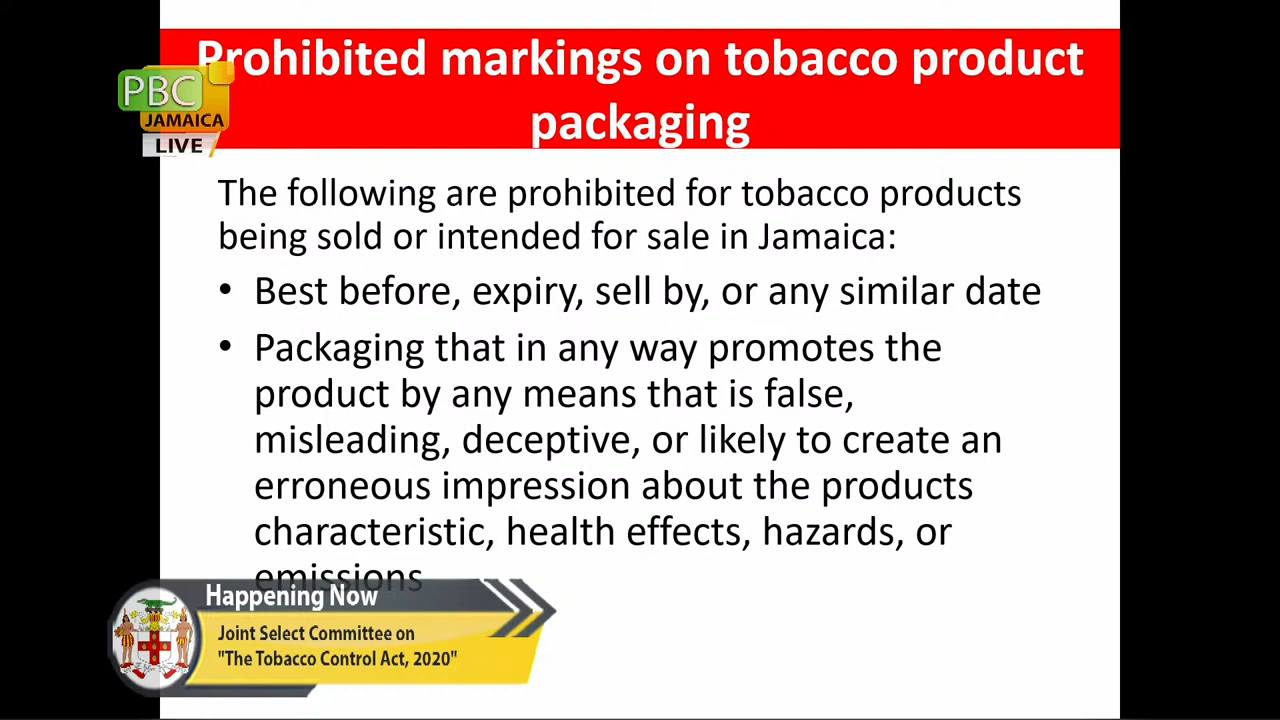 Prohibited markings on tobacco product
packaging
PBC
JAMAICA
LIVE
The following are prohibited for tobacco products
being sold or intended for sale in Jamaica:
• Best before, expiry, sell by, or any similar date
• Packaging that in any way promotes the
product by any means that is false,
misleading, deceptive, or likely to create an
erroneous impression about the products
characteristic, health effects, hazards, or
emissions
Happening Now
Joint Select Committee on
"The Tobacco Control Act, 2020"